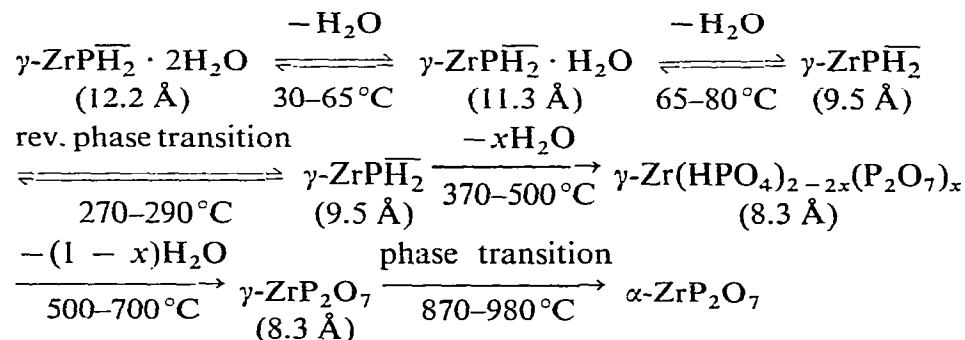 −H₂O −H₂O
γ-ZrPH̅₂ · 2H₂O ⇌ γ-ZrPH̅₂ · H₂O ⇌ γ-ZrPH̅₂
(12.2 Å) 30–65°C (11.3 Å) 65–80°C (9.5 Å)
rev. phase transition −xH₂O
⇌ γ-ZrPH̅₂ → γ-Zr(HPO₄)₂₋₂ₓ(P₂O₇)ₓ
270–290°C (9.5 Å) 370–500°C (8.3 Å)
−(1 − x)H₂O phase transition
→ γ-ZrP₂O₇ → α-ZrP₂O₇
500–700°C (8.3 Å) 870–980°C